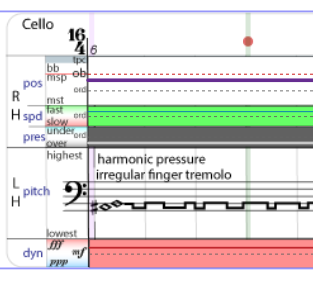 Cello
16
4
6
tpc
bb
ob
msp
pos
ord
R
mst
fast
H
spd
ord
slow
under
pres
ord
over
highest
harmonic pressure
irregular finger tremolo
L
pitch
H
lowest
fff
dyn
mf
ppp